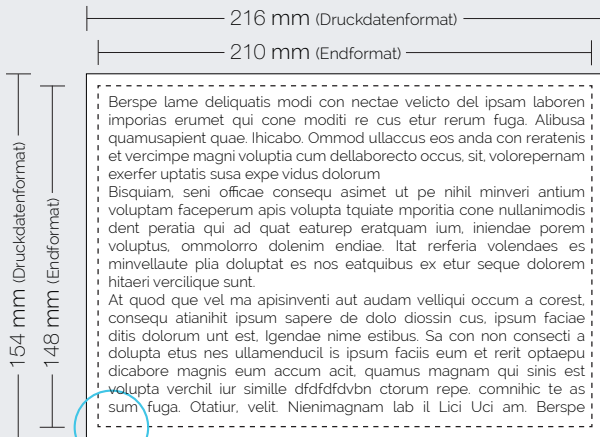 216 mm (Druckdatenformat)
210 mm (Endformat)
154 mm (Druckdatenformat)
148 mm (Endformat)
Berspe lame deliquatis modi con nectae velicto del ipsam laboren
imporias erumet qui cone moditi re cus etur rerum fuga. Alibusa
quamusapient quae. Ihicabo. Ommod ullaccus eos anda con reratenis
et vercimpe magni voluptia cum dellaborecto occus, sit, volorepernam
exerfer uptatis susa expe vidus dolorum
Bisquiam, seni officae consequ asimet ut pe nihil minveri antium
voluptam faceperum apis volupta tquiate mporitia cone nullanimodis
dent peratia qui ad quat eaturep eratquam ium, iniendae porem
voluptus, ommolorro dolenim endiae. Itat rerferia volendaes es
minvellaute plia doluptat es nos eatquibus ex etur seque dolorem
hitaeri vercilique sunt.
At quod que vel ma apisinventi aut audam velliqui occum a corest,
consequ atianihit ipsum sapere de dolo diossin cus, ipsum faciae
ditis dolorum unt est, Igendae nime estibus. Sa con non consecti a
dolupta etus nes ullamenducil is ipsum faciis eum et rerit optaepu
dicabore magnis eum accum acit, quamus magnam qui sinis est
volupta verchil iur simille dfdfdfdvbn ctorum repe. comnihic te as
sum fuga. Otatiur, velit. Nienimagnam lab il Lici Uci am. Berspe